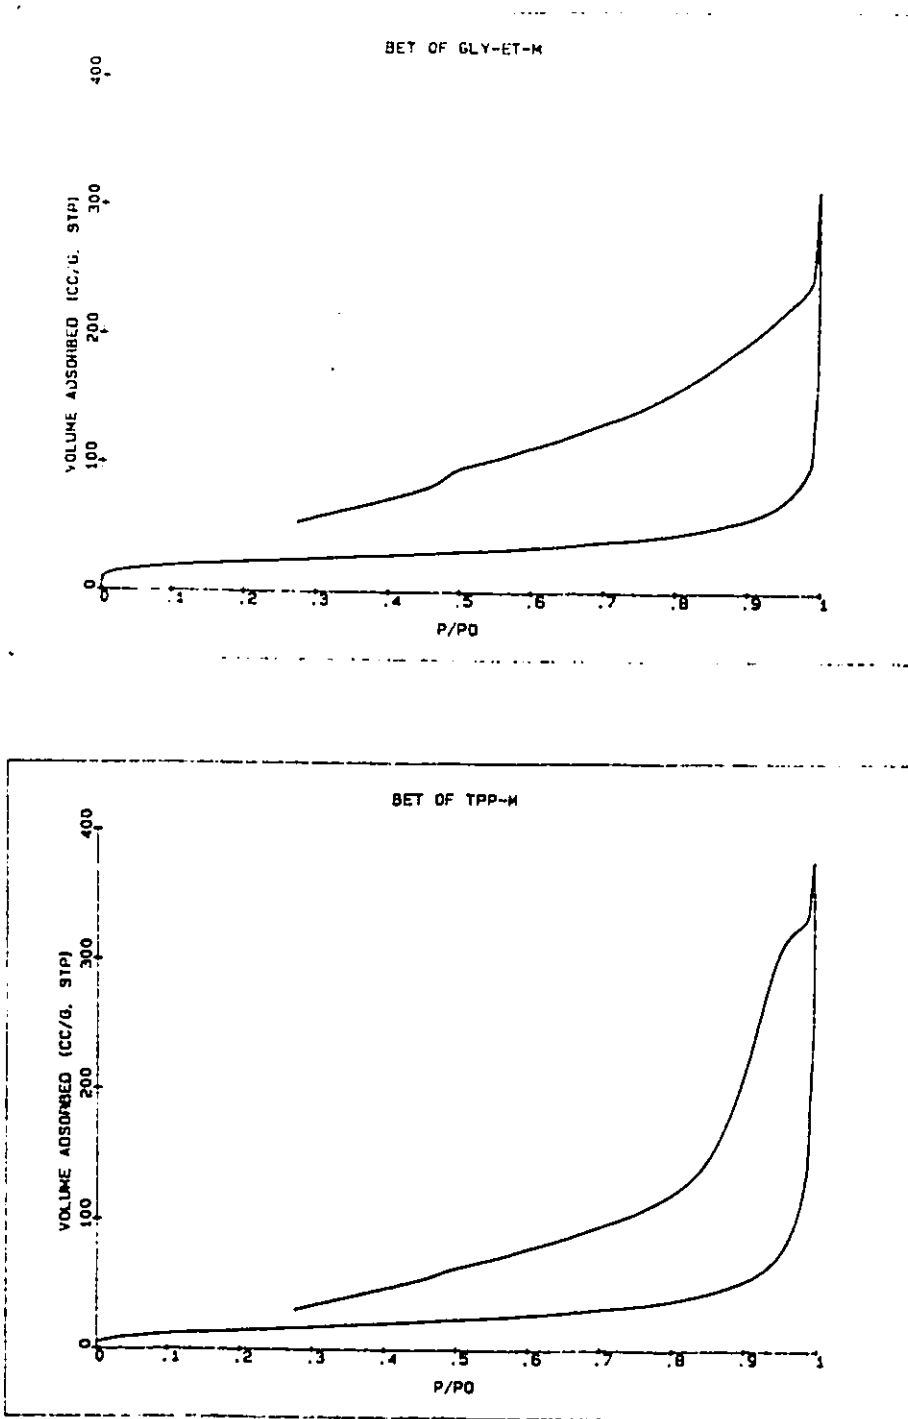 BET OF GLY-ET-M
400
300
200
100
0
VOLUME ADSORBED (CC/G. STP)
0 .1 .2 .3 .4 .5 .6 .7 .8 .9 1
P/PO
BET OF TPP-M
400
300
200
100
0
VOLUME ADSORBED (CC/G. STP)
0 .1 .2 .3 .4 .5 .6 .7 .8 .9 1
P/PO